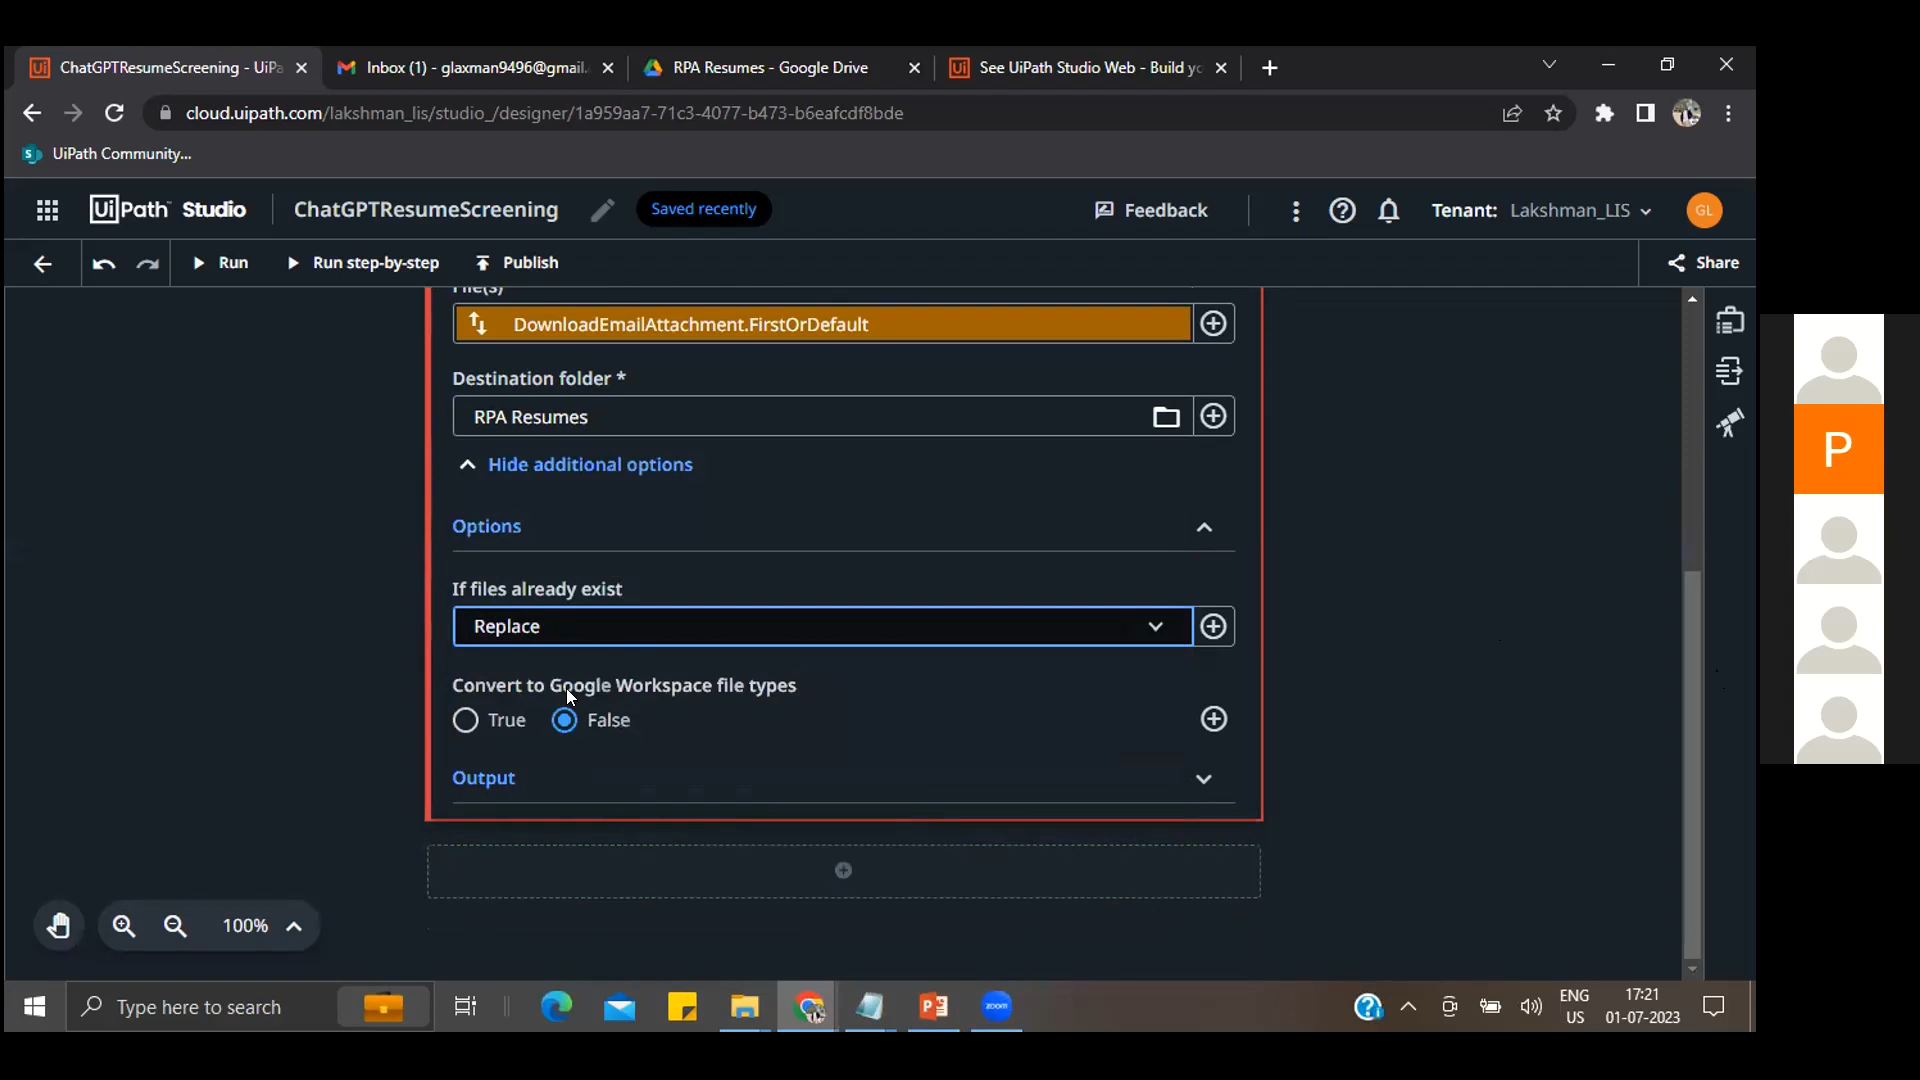 ChatGPTResumeScreening - UiPa
Inbox (1) - glaxman9496@gmail.
RPA Resumes - Google Drive
See UiPath Studio Web - Build yo
cloud.uipath.com/lakshman_lis/studio_/designer/1a959aa7-71c3-4077-b473-b6eafcdf8bde
S
UiPath Community...
UiPath Studio
ChatGPTResumeScreening
Saved recently
Feedback
Tenant: Lakshman_LIS
GL
Run
Run step-by-step
Publish
Share
File(s)
DownloadEmailAttachment.FirstOrDefault
Destination folder *
RPA Resumes
Hide additional options
Options
If files already exist
Replace
Convert to Google Workspace file types
True
False
Output
100%
P
Type here to search
zoom
ENG
US
17:21
01-07-2023